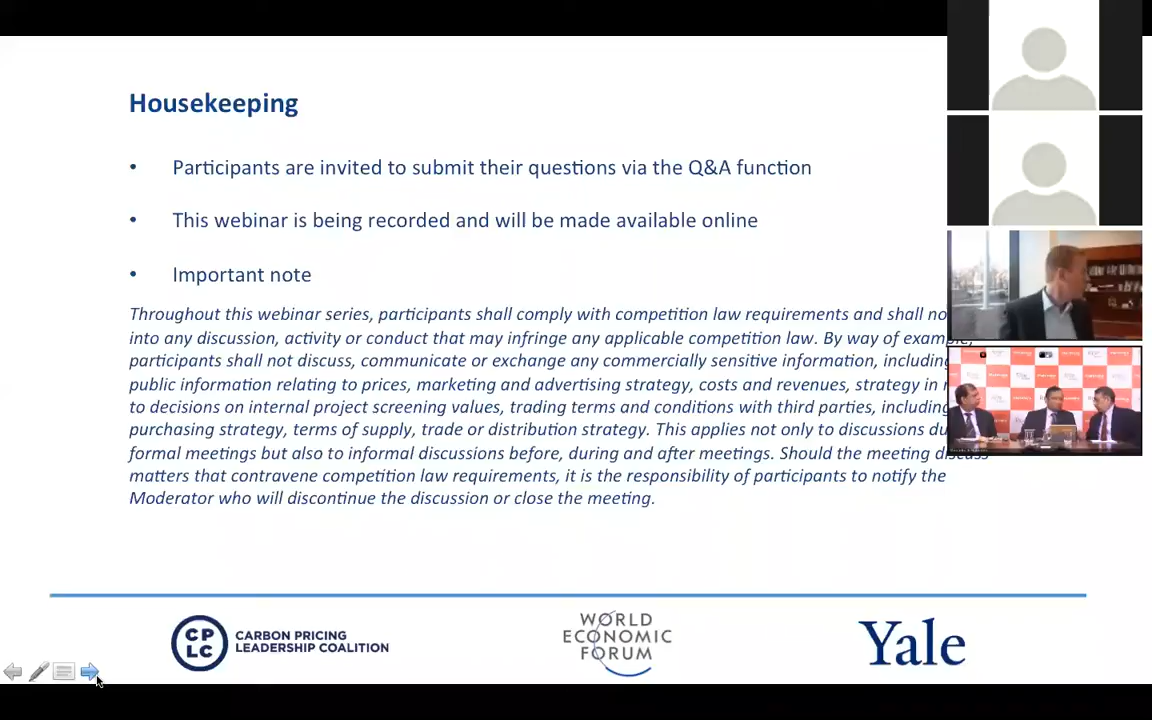 Housekeeping
• Participants are invited to submit their questions via the Q&A function
• This webinar is being recorded and will be made available online
• Important note
Throughout this webinar series, participants shall comply with competition law requirements and shall no
into any discussion, activity or conduct that may infringe any applicable competition law. By way of example,
participants shall not discuss, communicate or exchange any commercially sensitive information, including
public information relating to prices, marketing and advertising strategy, costs and revenues, strategy in
to decisions on internal project screening values, trading terms and conditions with third parties, including
purchasing strategy, terms of supply, trade or distribution strategy. This applies not only to discussions du
formal meetings but also to informal discussions before, during and after meetings. Should the meeting discuss
matters that contravene competition law requirements, it is the responsibility of participants to notify the
Moderator who will discontinue the discussion or close the meeting.
CP
LC
CARBON PRICING
LEADERSHIP COALITION
WORLD
ECONOMIC
FORUM
Yale